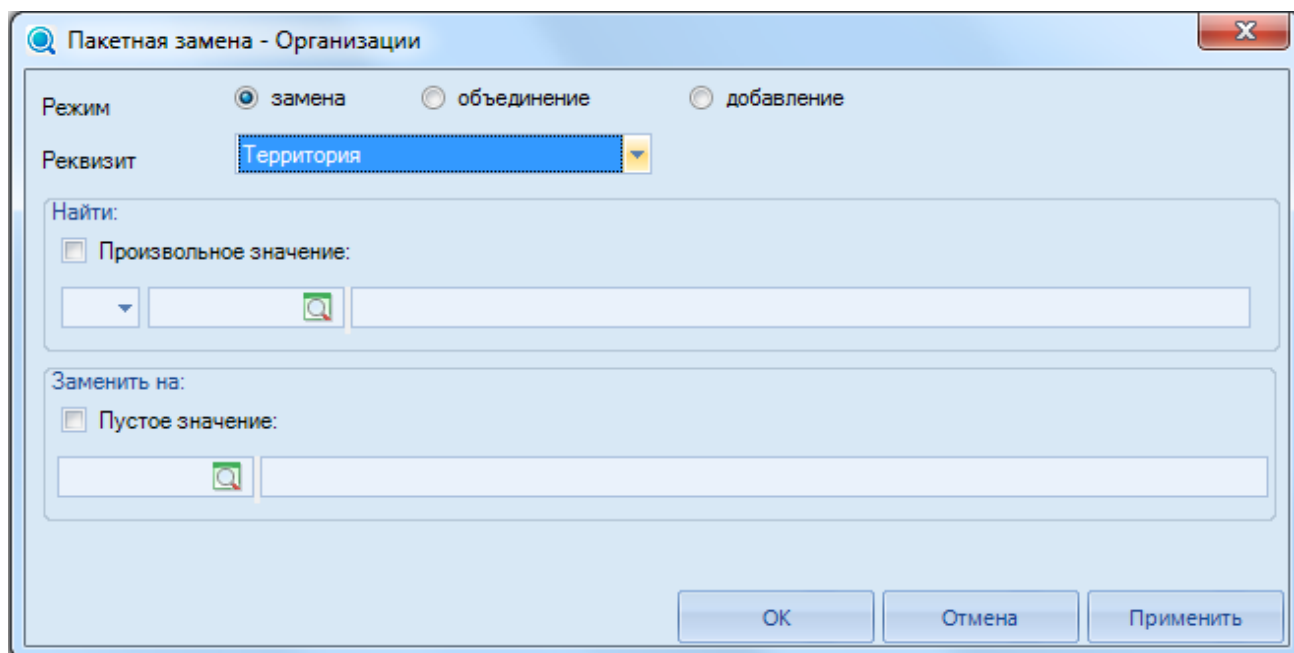 Пакетная замена - Организации
Режим замена объединение добавление
Реквизит Территория
Найти:
Произвольное значение:
Заменить на:
Пустое значение:
ОК Отмена Применить